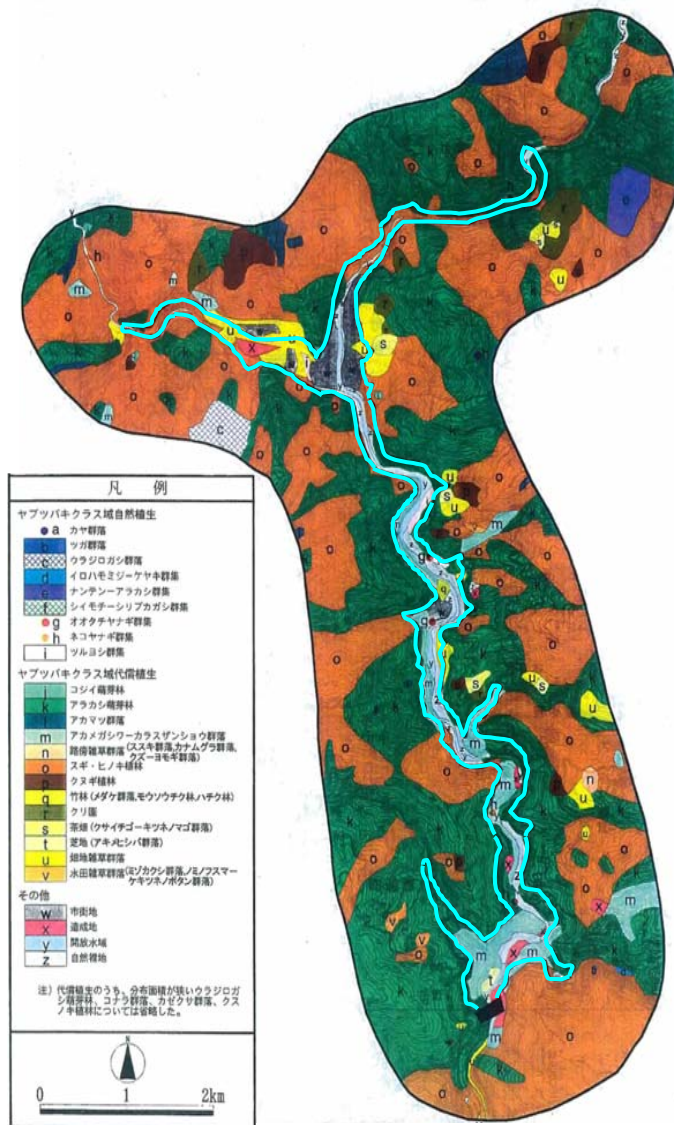 凡 例
ヤブツバキクラス域自然植生
a カヤ群落
b ツガ群落
c ウラジロガシ群落
d イロハモミジーケヤキ群集
e ナンテンーアラカシ群集
f シイモチーシリブカガシ群集
g オオタチヤナギ群集
h ネコヤナギ群集
i ツルヨシ群集
ヤブツバキクラス域代償植生
j コジイ萌芽林
k アラカシ萌芽林
l アカマツ群落
m アカメガシワーカラスザンショウ群落
n 路傍雑草群落(ススキ群落,カナムグラ群落,
クズーヨモギ群落)
o スギ・ヒノキ植林
p クヌギ植林
q 竹林(メダケ群落,モウソウチク林,ハチク林)
r クリ園
s 茶畑(クサイチゴーキツネノマゴ群落)
t 芝地(アキメヒシバ群落)
u 畑地雑草群落
v 水田雑草群落(ミゾカクシ群落,ノミノフスマー
ケキツネノボタン群落)
その他
w 市街地
x 造成地
y 開放水域
z 自然裸地
注) 代償植生のうち、分布面積が狭いウラジロガ
シ萌芽林、コナラ群落、カゼクサ群落、クス
ノキ植林については省略した。
N
0 1 2km